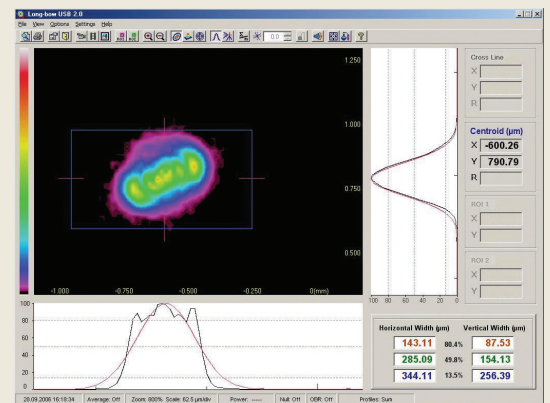 Long-bow USB 2.0
File View Options Settings Help
0.0
1.250
1.000
0.750
0.500
-1.000 -0.750 -0.500 -0.250 0(mm)
100
80
60
40
20
0
100 80 60 40 20 0
Cross Line
X
Y
R
Centroid (µm)
X -600.26
Y 790.79
R
ROI 1
X
Y
ROI 2
X
Y
Horizontal Width (µm) Vertical Width (µm)
143.11 80.4% 87.53
285.09 49.8% 154.13
344.11 13.5% 256.39
28.09.2006 16:18:34 Average: Off Zoom: 800% Scale: 62.5 µm/div Power: ----- Null: Off OBR: Off Profiles: Sum